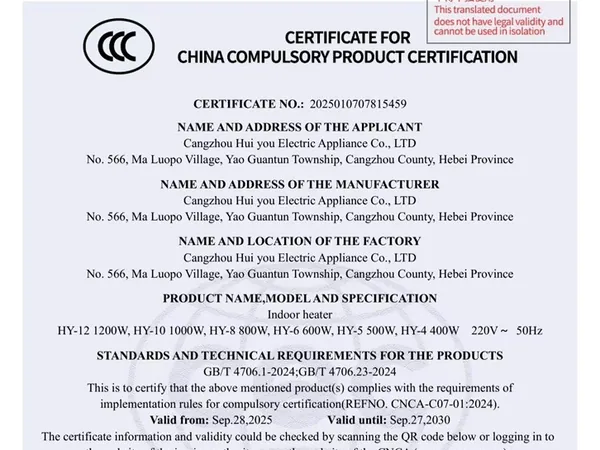 This translated document
does not have legal validity and
cannot be used in isolation
CCC
CERTIFICATE FOR
CHINA COMPULSORY PRODUCT CERTIFICATION
CERTIFICATE NO.: 2025010707815459
NAME AND ADDRESS OF THE APPLICANT
Cangzhou Hui you Electric Appliance Co., LTD
No. 566, Ma Luopo Village, Yao Guantun Township, Cangzhou County, Hebei Province
NAME AND ADDRESS OF THE MANUFACTURER
Cangzhou Hui you Electric Appliance Co., LTD
No. 566, Ma Luopo Village, Yao Guantun Township, Cangzhou County, Hebei Province
NAME AND LOCATION OF THE FACTORY
Cangzhou Hui you Electric Appliance Co., LTD
No. 566, Ma Luopo Village, Yao Guantun Township, Cangzhou County, Hebei Province
PRODUCT NAME,MODEL AND SPECIFICATION
Indoor heater
HY-12 1200W, HY-10 1000W, HY-8 800W, HY-6 600W, HY-5 500W, HY-4 400W 220V～ 50Hz
STANDARDS AND TECHNICAL REQUIREMENTS FOR THE PRODUCTS
GB/T 4706.1-2024;GB/T 4706.23-2024
This is to certify that the above mentioned product(s) complies with the requirements of
implementation rules for compulsory certification(REFNO. CNCA-C07-01:2024).
Valid from: Sep.28,2025 Valid until: Sep.27,2030
The certificate information and validity could be checked by scanning the QR code below or logging in to